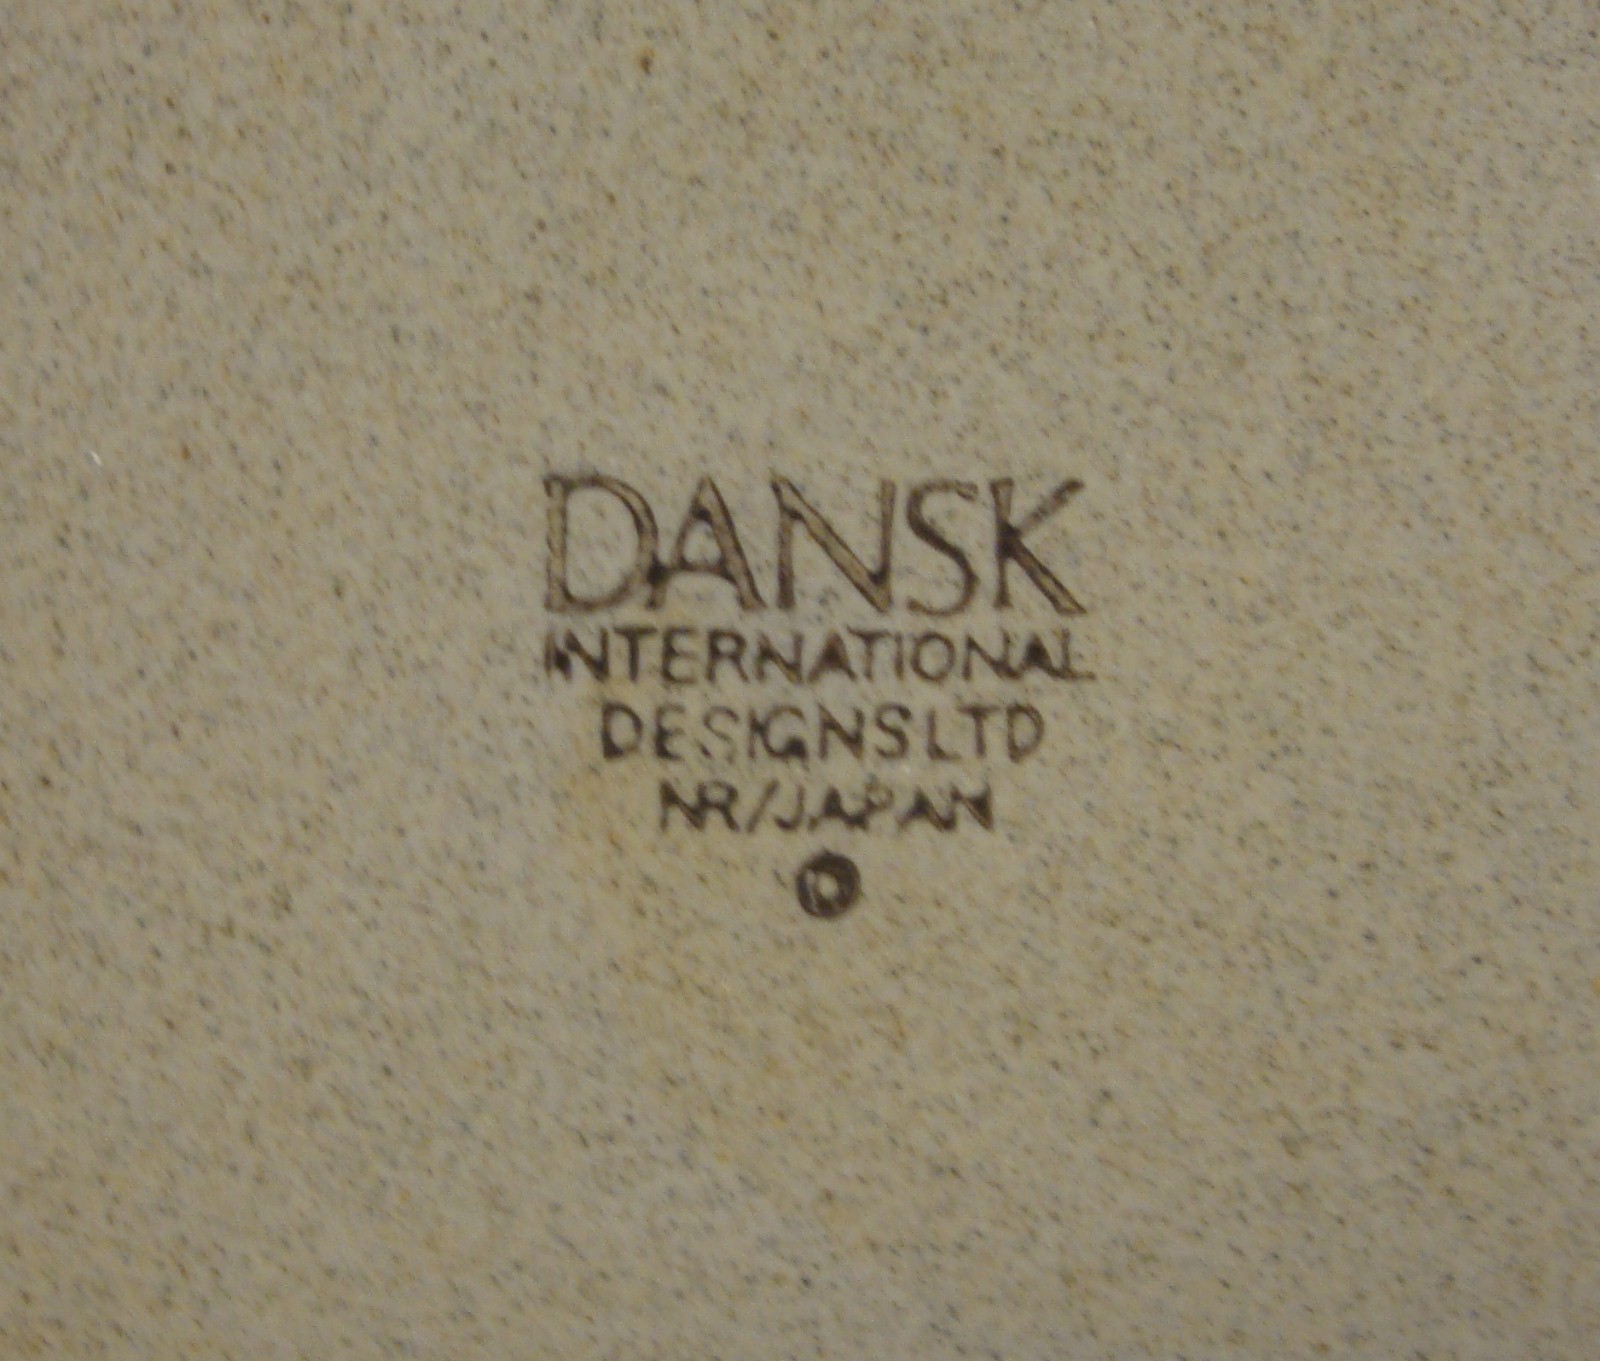 DANSK
INTERNATIONAL
DESIGNS LTD
NR/JAPAN